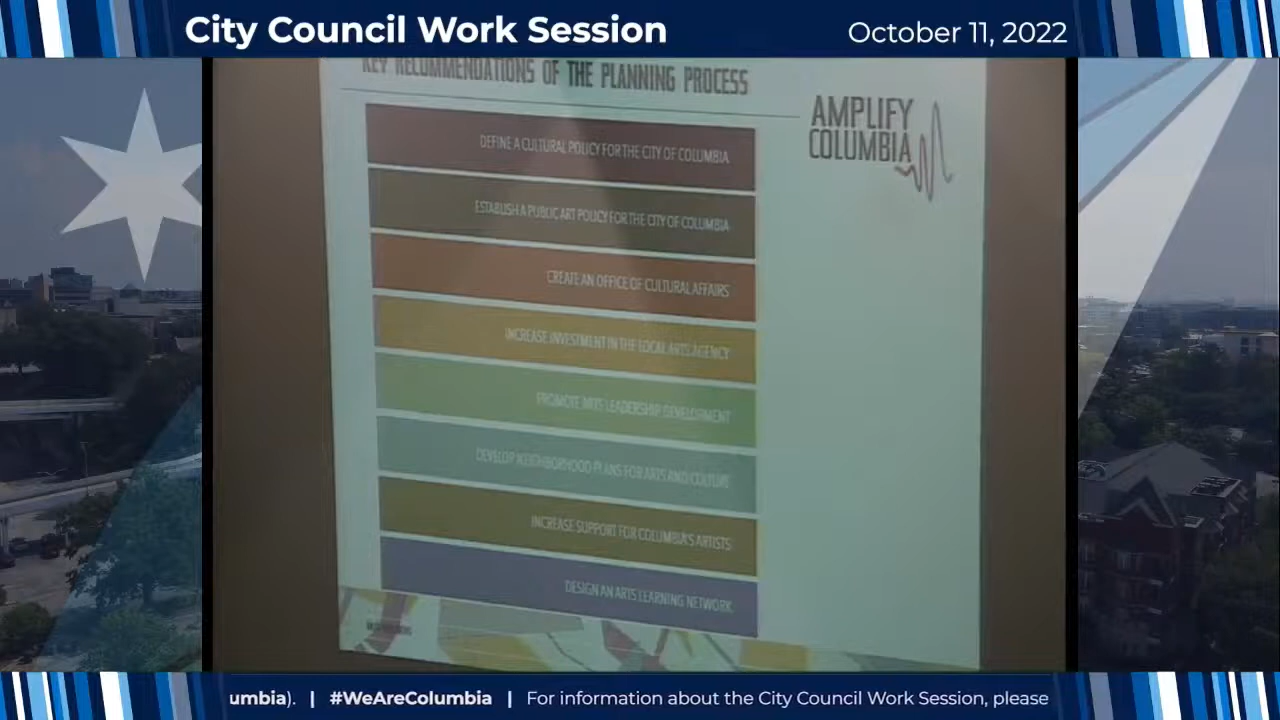 City Council Work Session
October 11, 2022
KEY RECOMMENDATIONS OF THE PLANNING PROCESS
AMPLIFY
COLUMBIA
DEFINE A CULTURAL POLICY FOR THE CITY OF COLUMBIA
ESTABLISH A PUBLIC ART POLICY FOR THE CITY OF COLUMBIA
CREATE AN OFFICE OF CULTURAL AFFAIRS
INCREASE INVESTMENT IN THE LOCAL ARTS AGENCY
PROMOTE ARTS LEADERSHIP DEVELOPMENT
DEVELOP NEIGHBORHOOD PLANS FOR ARTS AND CULTURE
INCREASE SUPPORT FOR COLUMBIA'S ARTISTS
DESIGN AN ARTS LEARNING NETWORK
umbia). | #WeAreColumbia | For information about the City Council Work Session, please